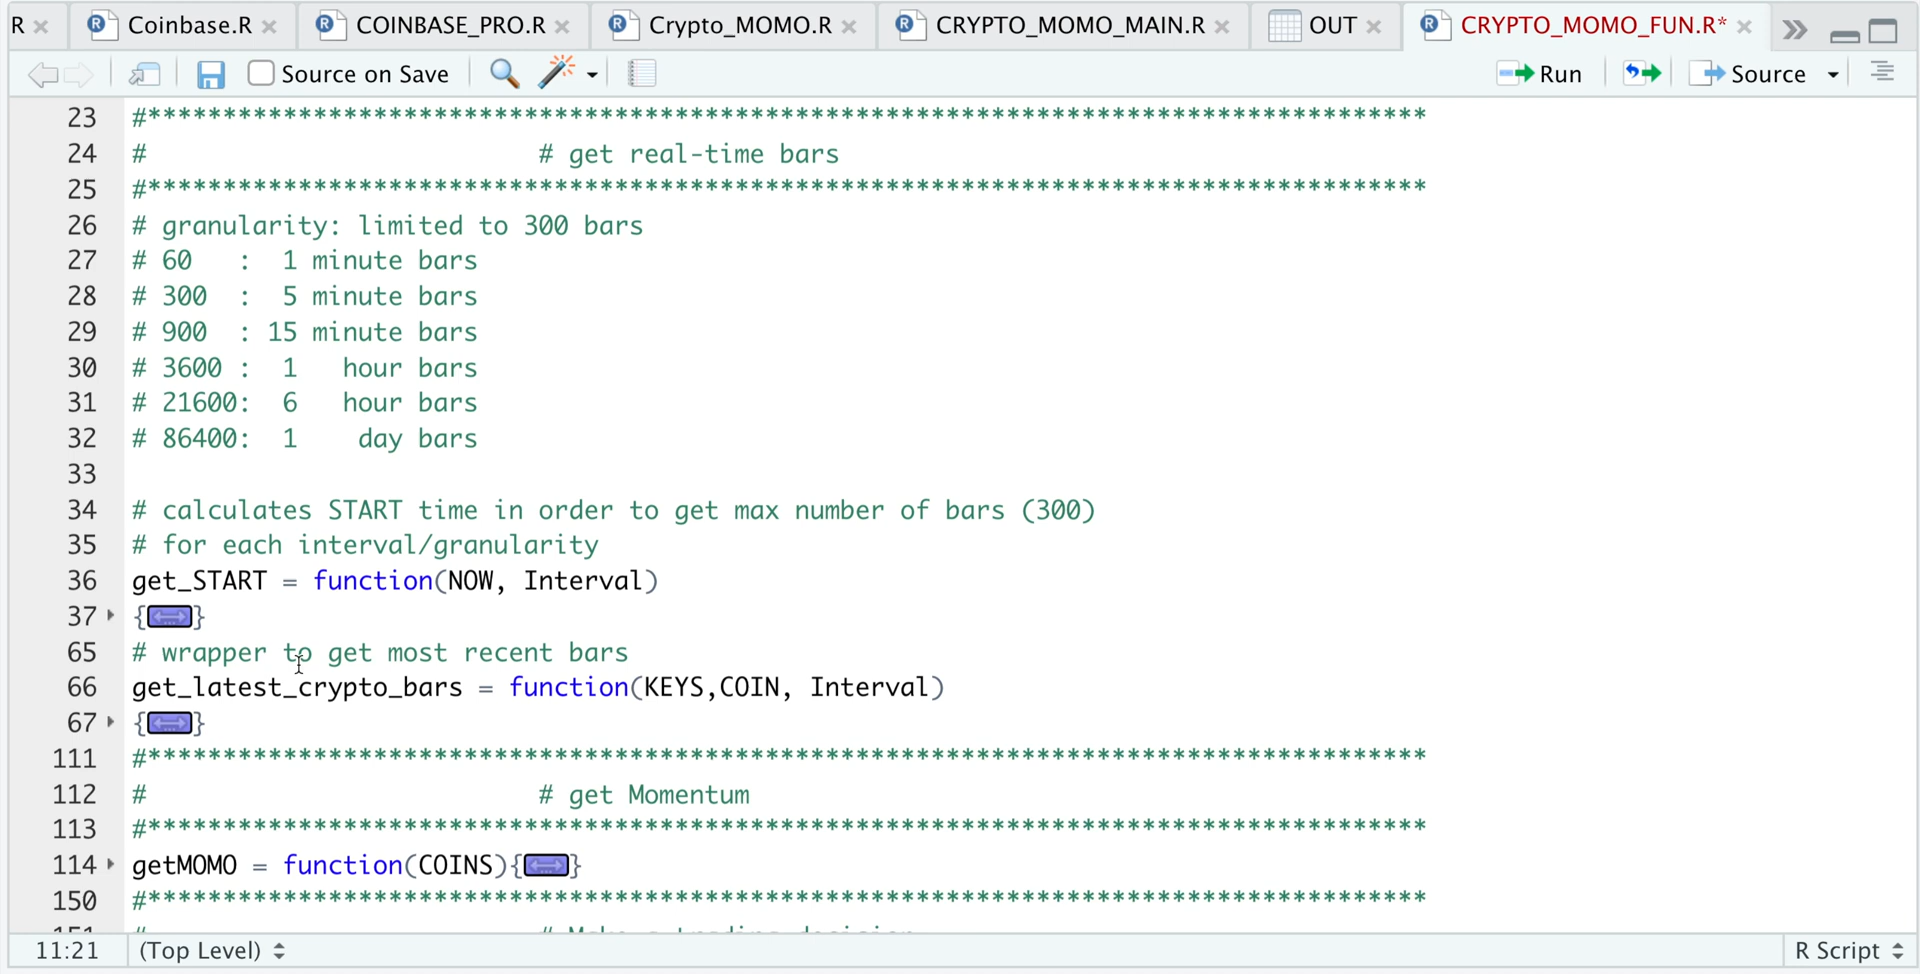 R Coinbase.R COINBASE_PRO.R Crypto_MOMO.R CRYPTO_MOMO_MAIN.R OUT CRYPTO_MOMO_FUN.R*
Source on Save Run Source
23 #*************************************************************************************
24 # # get real-time bars
25 #*************************************************************************************
26 # granularity: limited to 300 bars
27 # 60 : 1 minute bars
28 # 300 : 5 minute bars
29 # 900 : 15 minute bars
30 # 3600 : 1 hour bars
31 # 21600: 6 hour bars
32 # 86400: 1 day bars
33
34 # calculates START time in order to get max number of bars (300)
35 # for each interval/granularity
36 get_START = function(NOW, Interval)
37 {}
65 # wrapper to get most recent bars
66 get_latest_crypto_bars = function(KEYS,COIN, Interval)
67 {}
111 #*************************************************************************************
112 # # get Momentum
113 #*************************************************************************************
114 getMOMO = function(COINS){}
150 #*************************************************************************************
151 # # Make a trading decision
11:21 (Top Level) R Script